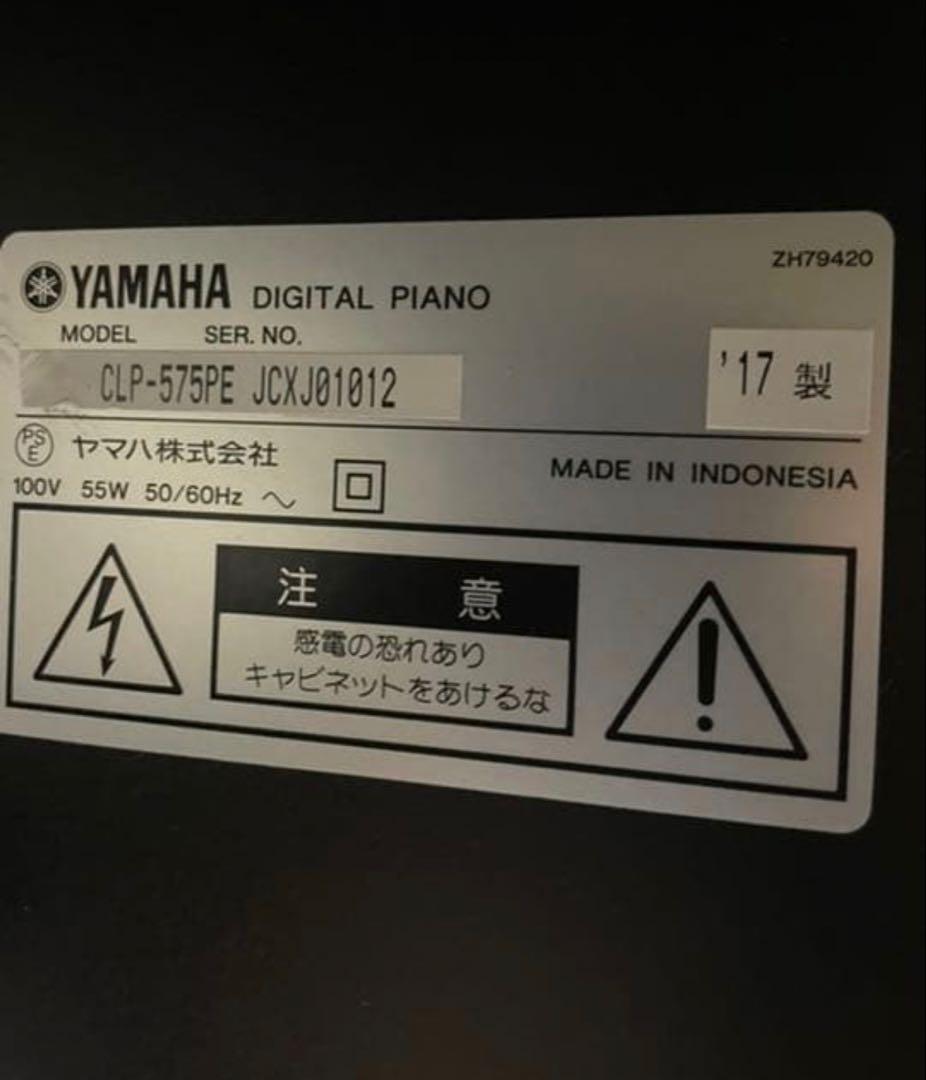 ZH79420
YAMAHA DIGITAL PIANO
MODEL SER. NO.
CLP-575PE JCXJ01012
'17 製
PSE ヤマハ株式会社
MADE IN INDONESIA
100V 55W 50/60Hz ～
注 意
感電の恐れあり
キャビネットをあけるな